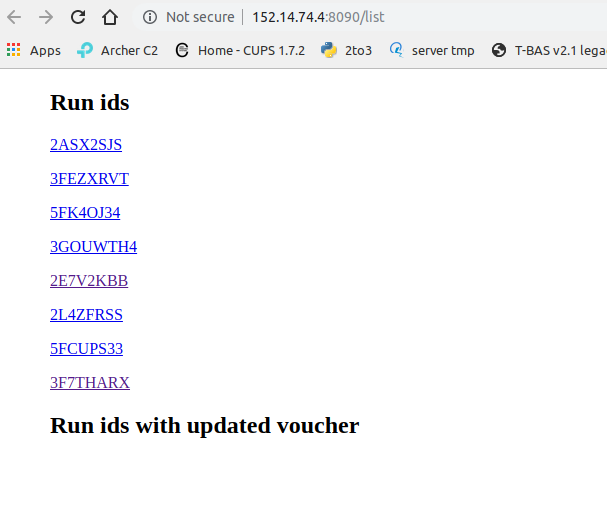 Not secure | 152.14.74.4:8090/list
Apps Archer C2 Home - CUPS 1.7.2 2to3 server tmp T-BAS v2.1 lega
Run ids
2ASX2SJS
3FEZXRVT
5FK4OJ34
3GOUWTH4
2E7V2KBB
2L4ZFRSS
5FCUPS33
3F7THARX
Run ids with updated voucher